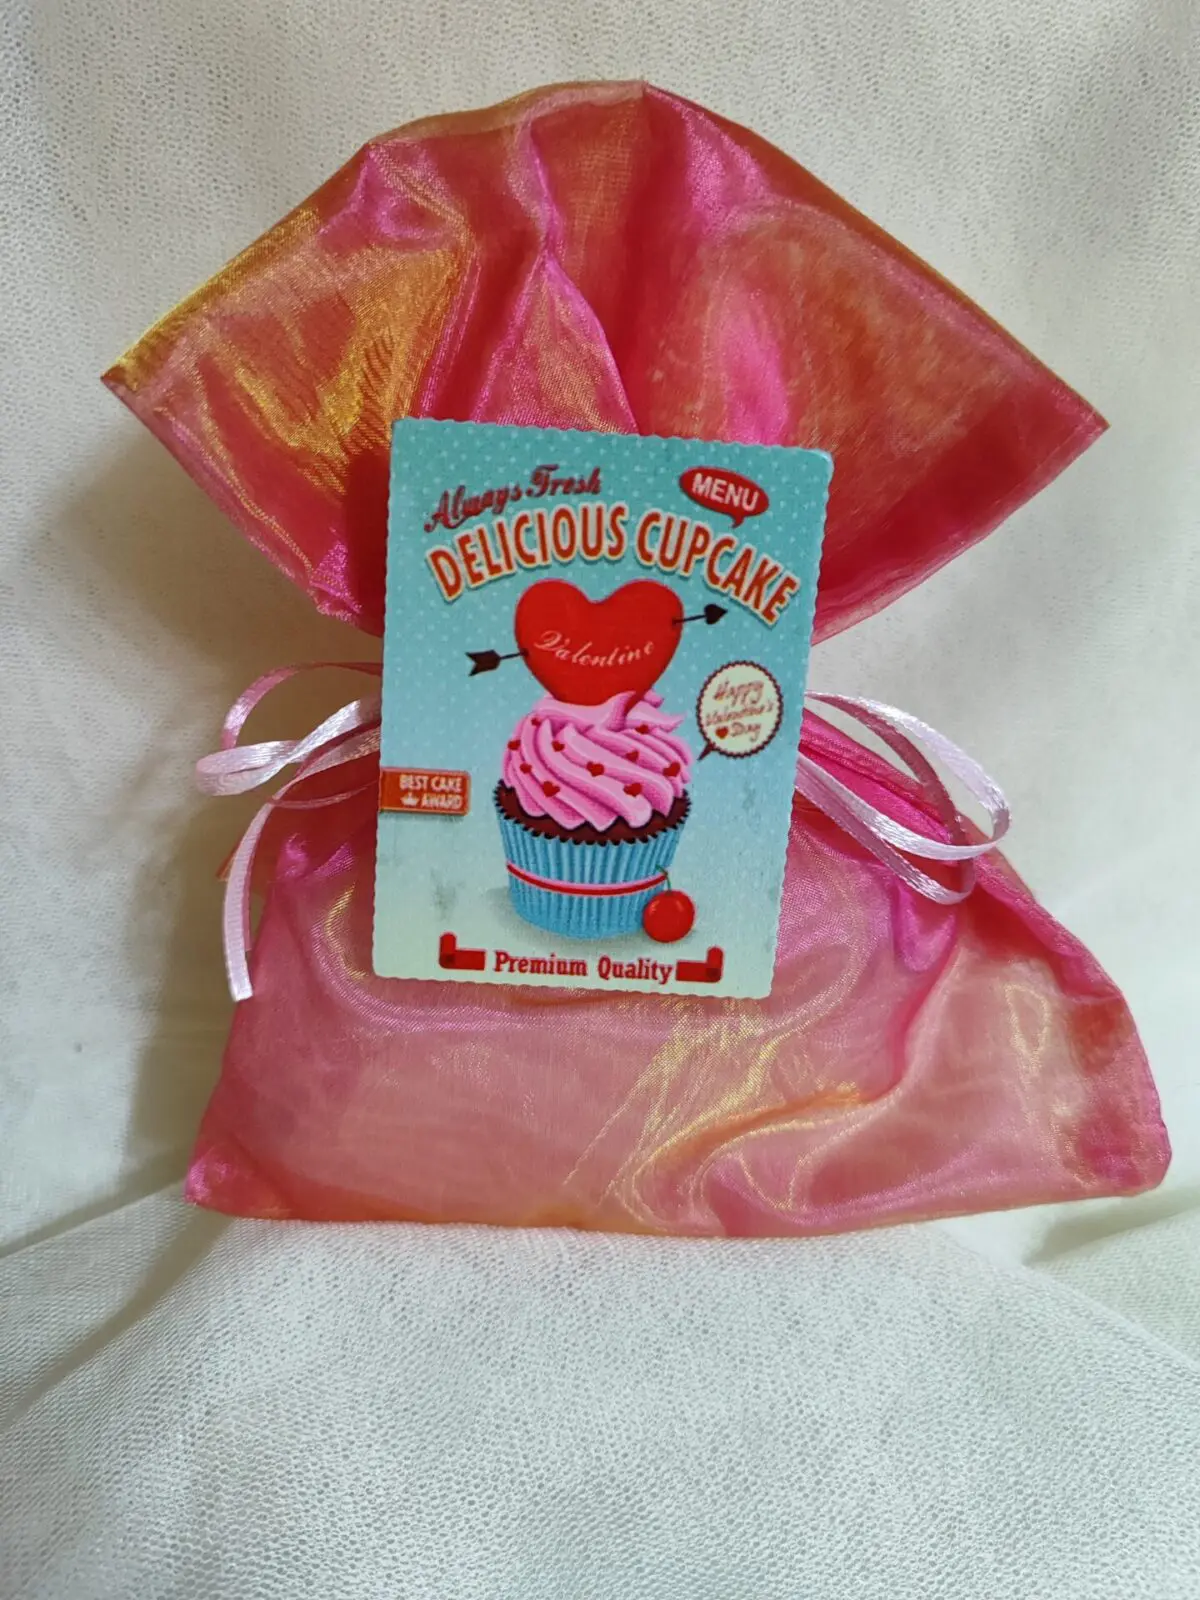 Always Fresh
MENU
DELICIOUS CUPCAKE
Valentine
Happy
Valentine's
Day
BEST CAKE
AWARD
Premium Quality